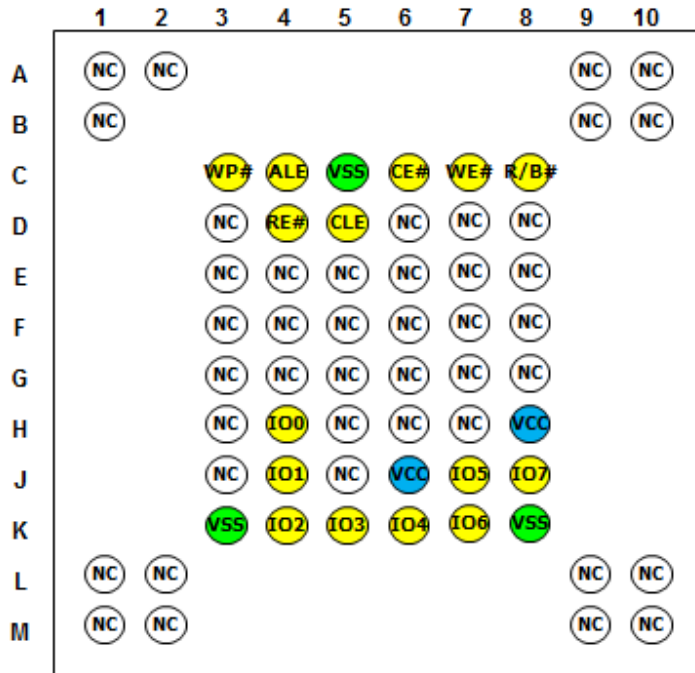 1 2 3 4 5 6 7 8 9 10
A NC NC NC NC
B NC NC NC
C WP# ALE VSS CE# WE# R/B#
D NC RE# CLE NC NC NC
E NC NC NC NC NC NC
F NC NC NC NC NC NC
G NC NC NC NC NC NC
H NC IO0 NC NC NC VCC
J NC IO1 NC VCC IO5 IO7
K VSS IO2 IO3 IO4 IO6 VSS
L NC NC NC NC
M NC NC NC NC